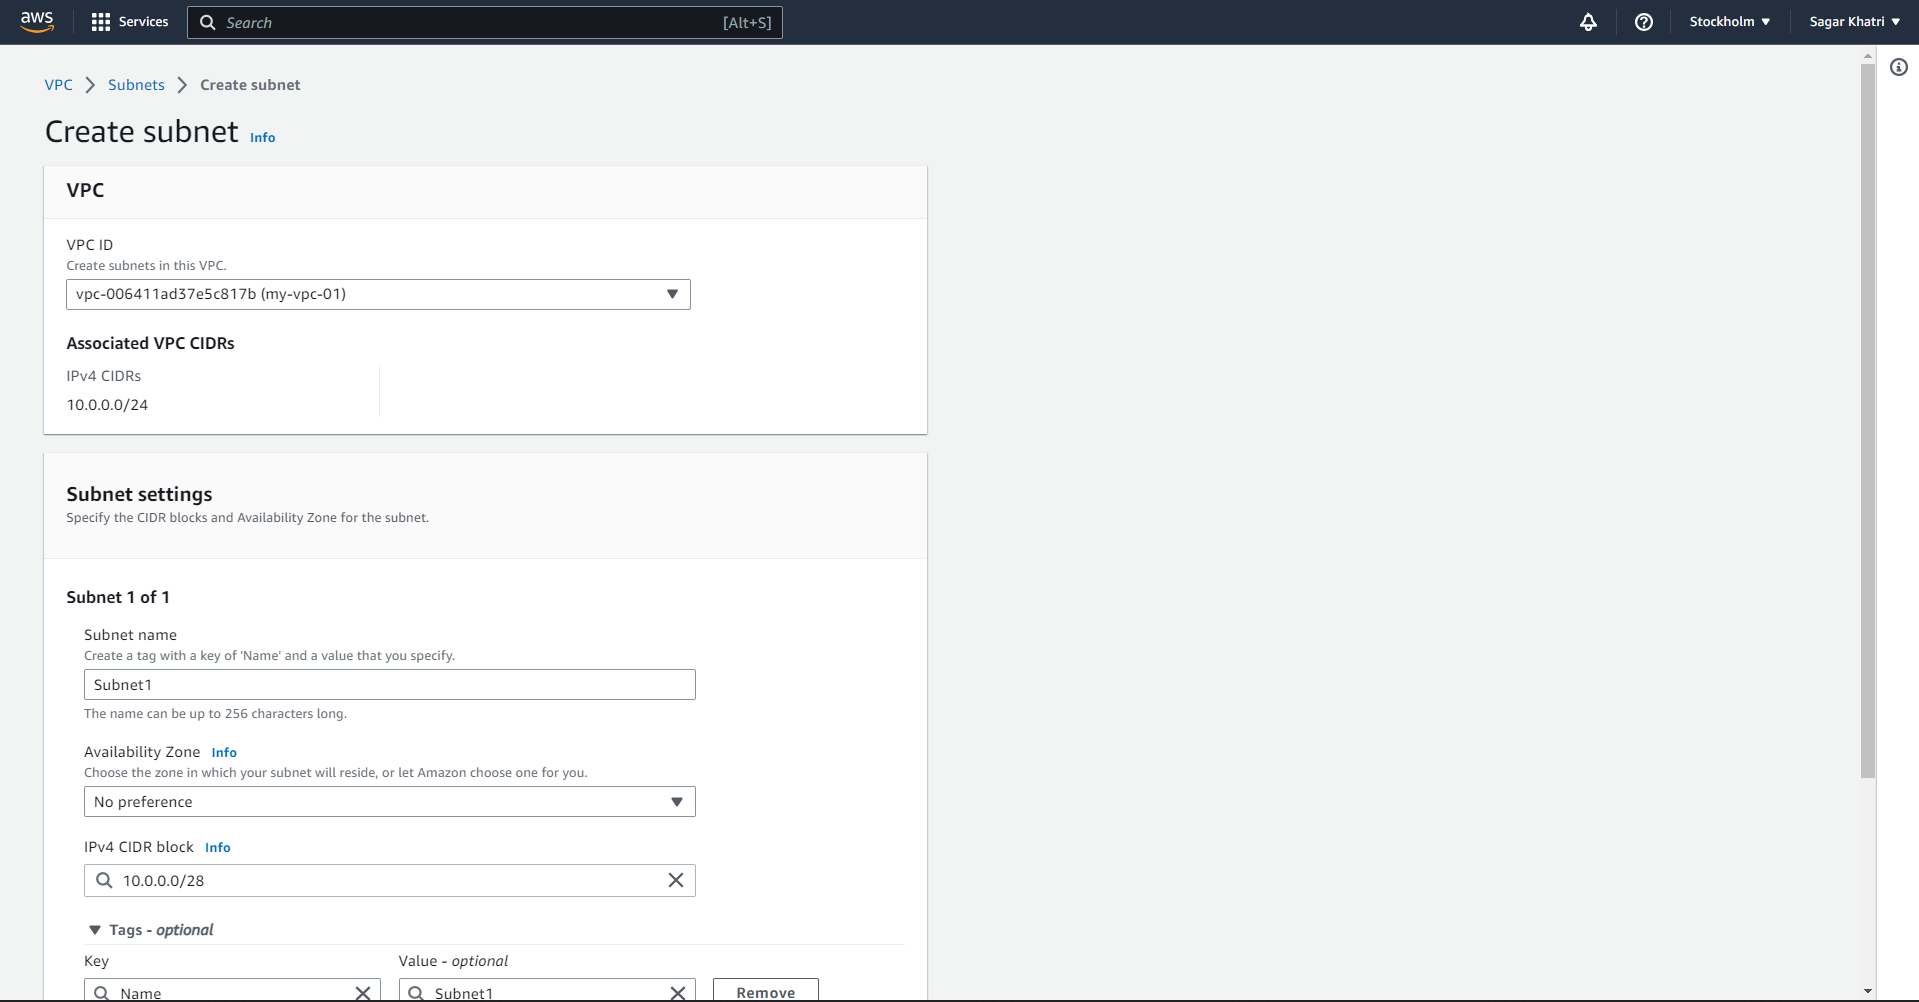 aws Services Search [Alt+S] Stockholm Sagar Khatri
VPC Subnets Create subnet
Create subnet Info
VPC
VPC ID
Create subnets in this VPC.
vpc-006411ad37e5c817b (my-vpc-01)
Associated VPC CIDRs
IPv4 CIDRs
10.0.0.0/24
Subnet settings
Specify the CIDR blocks and Availability Zone for the subnet.
Subnet 1 of 1
Subnet name
Create a tag with a key of 'Name' and a value that you specify.
Subnet1
The name can be up to 256 characters long.
Availability Zone Info
Choose the zone in which your subnet will reside, or let Amazon choose one for you.
No preference
IPv4 CIDR block Info
10.0.0.0/28
Tags - optional
Key Value - optional
Name Subnet1 Remove